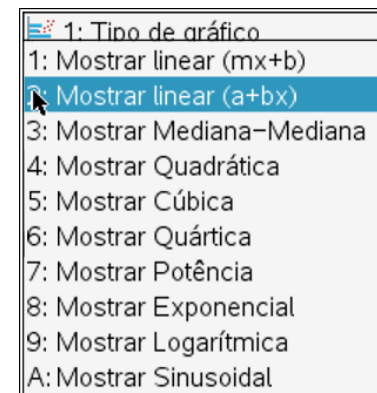 1: Tipo de gráfico
1: Mostrar linear (mx+b)
2: Mostrar linear (a+bx)
3: Mostrar Mediana-Mediana
4: Mostrar Quadrática
5: Mostrar Cúbica
6: Mostrar Quártica
7: Mostrar Potência
8: Mostrar Exponencial
9: Mostrar Logarítmica
A: Mostrar Sinusoidal